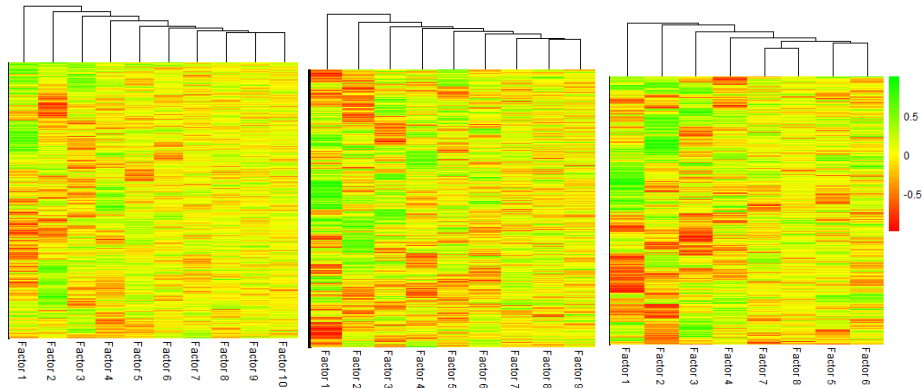 Factor 1
Factor 2
Factor 3
Factor 4
Factor 5
Factor 6
Factor 7
Factor 8
Factor 9
Factor 10
Factor 1
Factor 2
Factor 3
Factor 4
Factor 5
Factor 6
Factor 7
Factor 8
Factor 9
Factor 1
Factor 2
Factor 3
Factor 4
Factor 7
Factor 8
Factor 5
Factor 6
0.5
0
-0.5